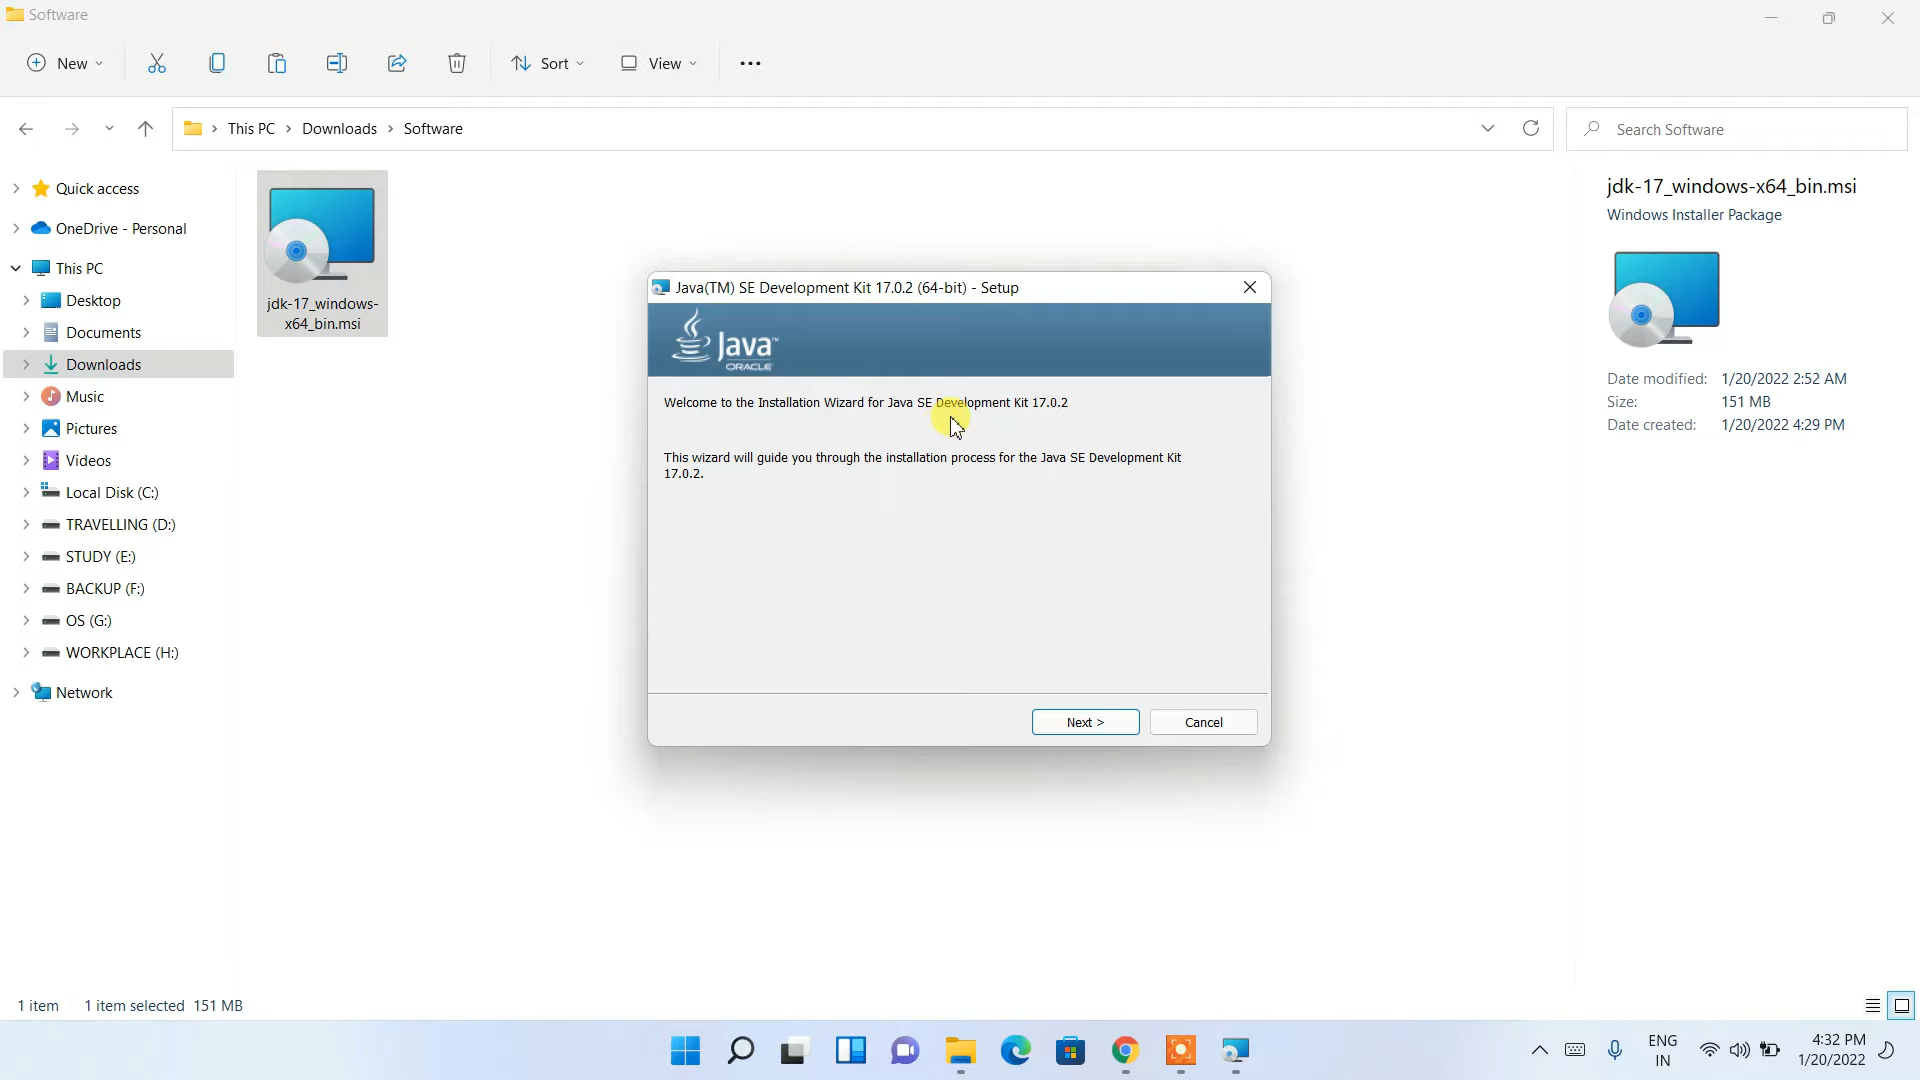 Software
New
Sort
View
This PC
Downloads
Software
Search Software
Quick access
OneDrive - Personal
This PC
Desktop
Documents
Downloads
Music
Pictures
Videos
Local Disk (C:)
TRAVELLING (D:)
STUDY (E:)
BACKUP (F:)
OS (G:)
WORKPLACE (H:)
Network
jdk-17_windows-
x64_bin.msi
Java(TM) SE Development Kit 17.0.2 (64-bit) - Setup
Java™
ORACLE
Welcome to the Installation Wizard for Java SE Development Kit 17.0.2
This wizard will guide you through the installation process for the Java SE Development Kit
17.0.2.
Next >
Cancel
jdk-17_windows-x64_bin.msi
Windows Installer Package
Date modified: 1/20/2022 2:52 AM
Size: 151 MB
Date created: 1/20/2022 4:29 PM
1 item
1 item selected 151 MB
ENG
IN
4:32 PM
1/20/2022